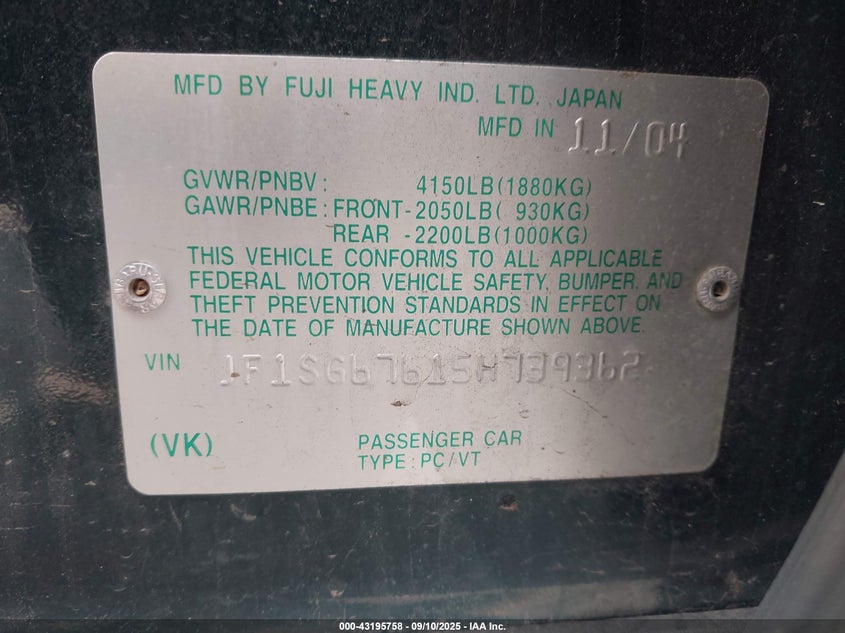 MFD BY FUJI HEAVY IND. LTD. JAPAN
MFD IN 11/04
GVWR/PNBV: 4150LB(1880KG)
GAWR/PNBE: FRONT-2050LB( 930KG)
REAR -2200LB(1000KG)
THIS VEHICLE CONFORMS TO ALL APPLICABLE
FEDERAL MOTOR VEHICLE SAFETY, BUMPER, AND
THEFT PREVENTION STANDARDS IN EFFECT ON
THE DATE OF MANUFACTURE SHOWN ABOVE.
VIN JF1SG67615H739362
(VK) PASSENGER CAR
TYPE:PC/VT
000-43195758 - 09/10/2025 - IAA Inc.